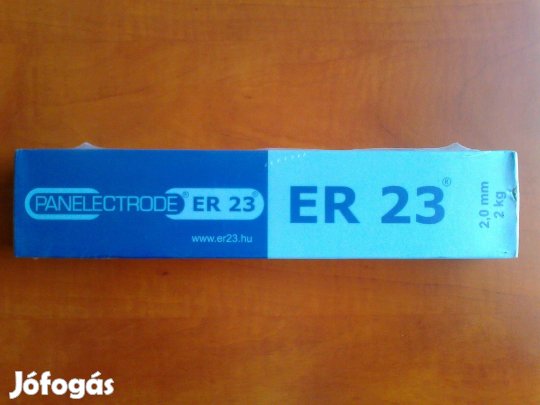 PANELECTRODE® ER 23®
www.er23.hu
ER 23®
2,0 mm
2 kg
Jófogás